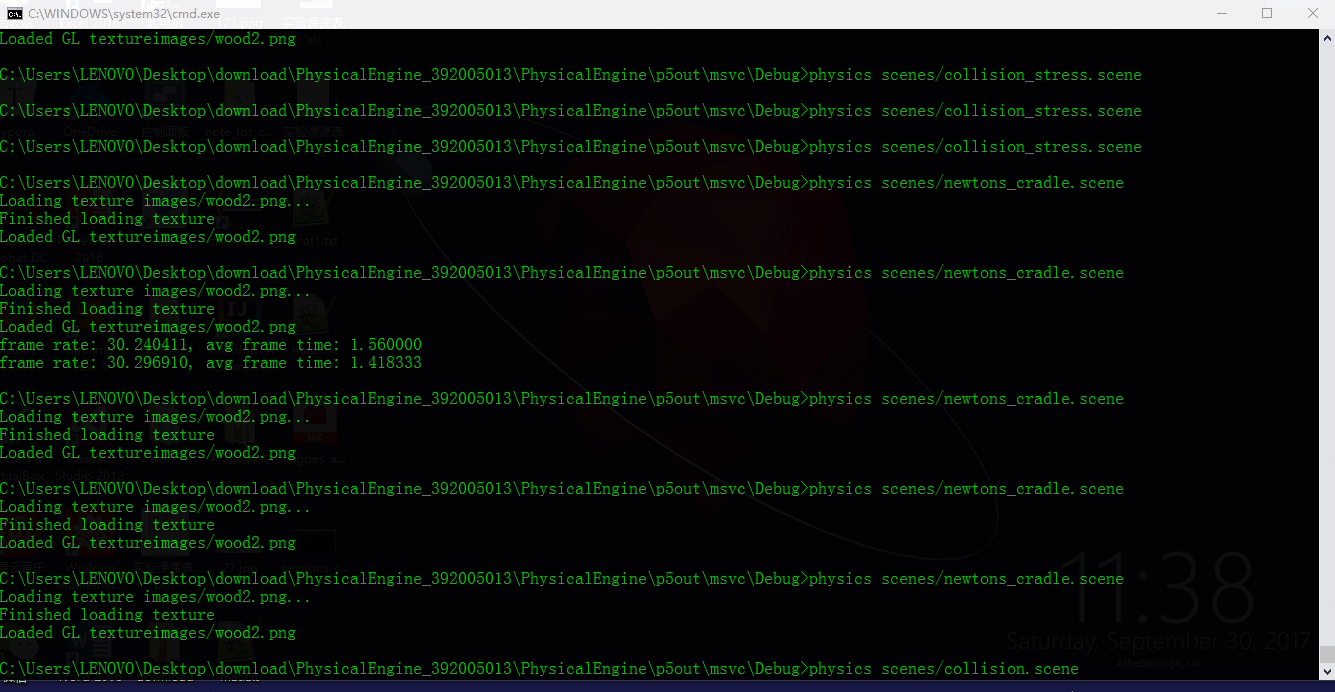 C:\WINDOWS\system32\cmd.exe
Loaded GL textureimages/wood2.png
C:\Users\LENOVO\Desktop\download\PhysicalEngine_392005013\PhysicalEngine\p5out\msvc\Debug>physics scenes/collision_stress.scene
C:\Users\LENOVO\Desktop\download\PhysicalEngine_392005013\PhysicalEngine\p5out\msvc\Debug>physics scenes/collision_stress.scene
C:\Users\LENOVO\Desktop\download\PhysicalEngine_392005013\PhysicalEngine\p5out\msvc\Debug>physics scenes/collision_stress.scene
C:\Users\LENOVO\Desktop\download\PhysicalEngine_392005013\PhysicalEngine\p5out\msvc\Debug>physics scenes/newtons_cradle.scene
Loading texture images/wood2.png...
Finished loading texture
Loaded GL textureimages/wood2.png
C:\Users\LENOVO\Desktop\download\PhysicalEngine_392005013\PhysicalEngine\p5out\msvc\Debug>physics scenes/newtons_cradle.scene
Loading texture images/wood2.png...
Finished loading texture
Loaded GL textureimages/wood2.png
frame rate: 30.240411, avg frame time: 1.560000
frame rate: 30.296910, avg frame time: 1.418333
C:\Users\LENOVO\Desktop\download\PhysicalEngine_392005013\PhysicalEngine\p5out\msvc\Debug>physics scenes/newtons_cradle.scene
Loading texture images/wood2.png...
Finished loading texture
Loaded GL textureimages/wood2.png
C:\Users\LENOVO\Desktop\download\PhysicalEngine_392005013\PhysicalEngine\p5out\msvc\Debug>physics scenes/newtons_cradle.scene
Loading texture images/wood2.png...
Finished loading texture
Loaded GL textureimages/wood2.png
C:\Users\LENOVO\Desktop\download\PhysicalEngine_392005013\PhysicalEngine\p5out\msvc\Debug>physics scenes/newtons_cradle.scene
Loading texture images/wood2.png...
Finished loading texture
Loaded GL textureimages/wood2.png
11:38
Saturday, September 30, 2017
Attleborough, UK
C:\Users\LENOVO\Desktop\download\PhysicalEngine_392005013\PhysicalEngine\p5out\msvc\Debug>physics scenes/collision.scene